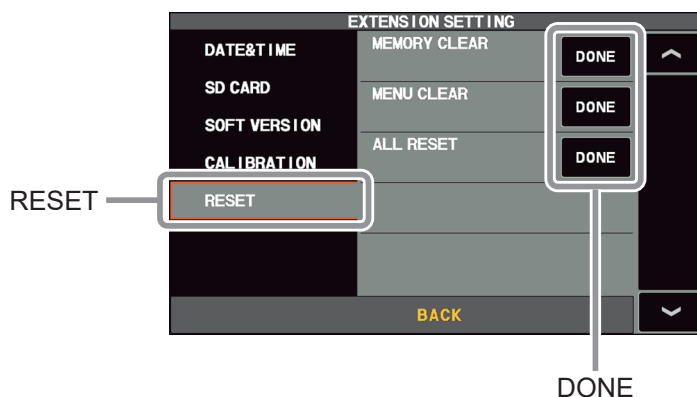 EXTENSION SETTING
DATE&TIME
MEMORY CLEAR
DONE
SD CARD
MENU CLEAR
DONE
SOFT VERSION
ALL RESET
DONE
CALIBRATION
RESET
RESET
BACK
DONE